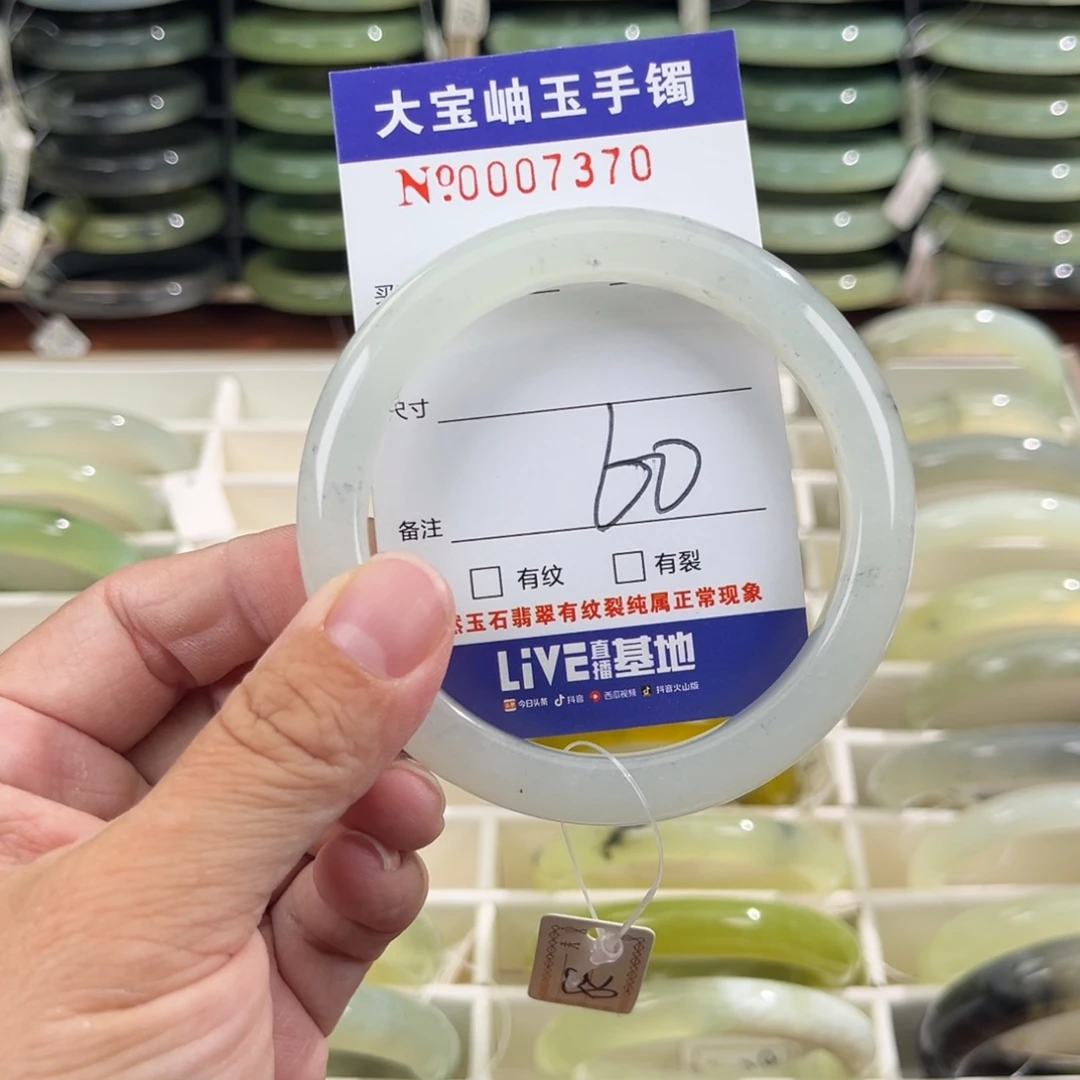 大宝岫玉手镯
Nº0007370
尺寸
60
备注
□ 有纹 □ 有裂
然玉石翡翠有纹裂纯属正常现象
LiVE直播基地
今日头条 抖音 西瓜视频 抖音火山版